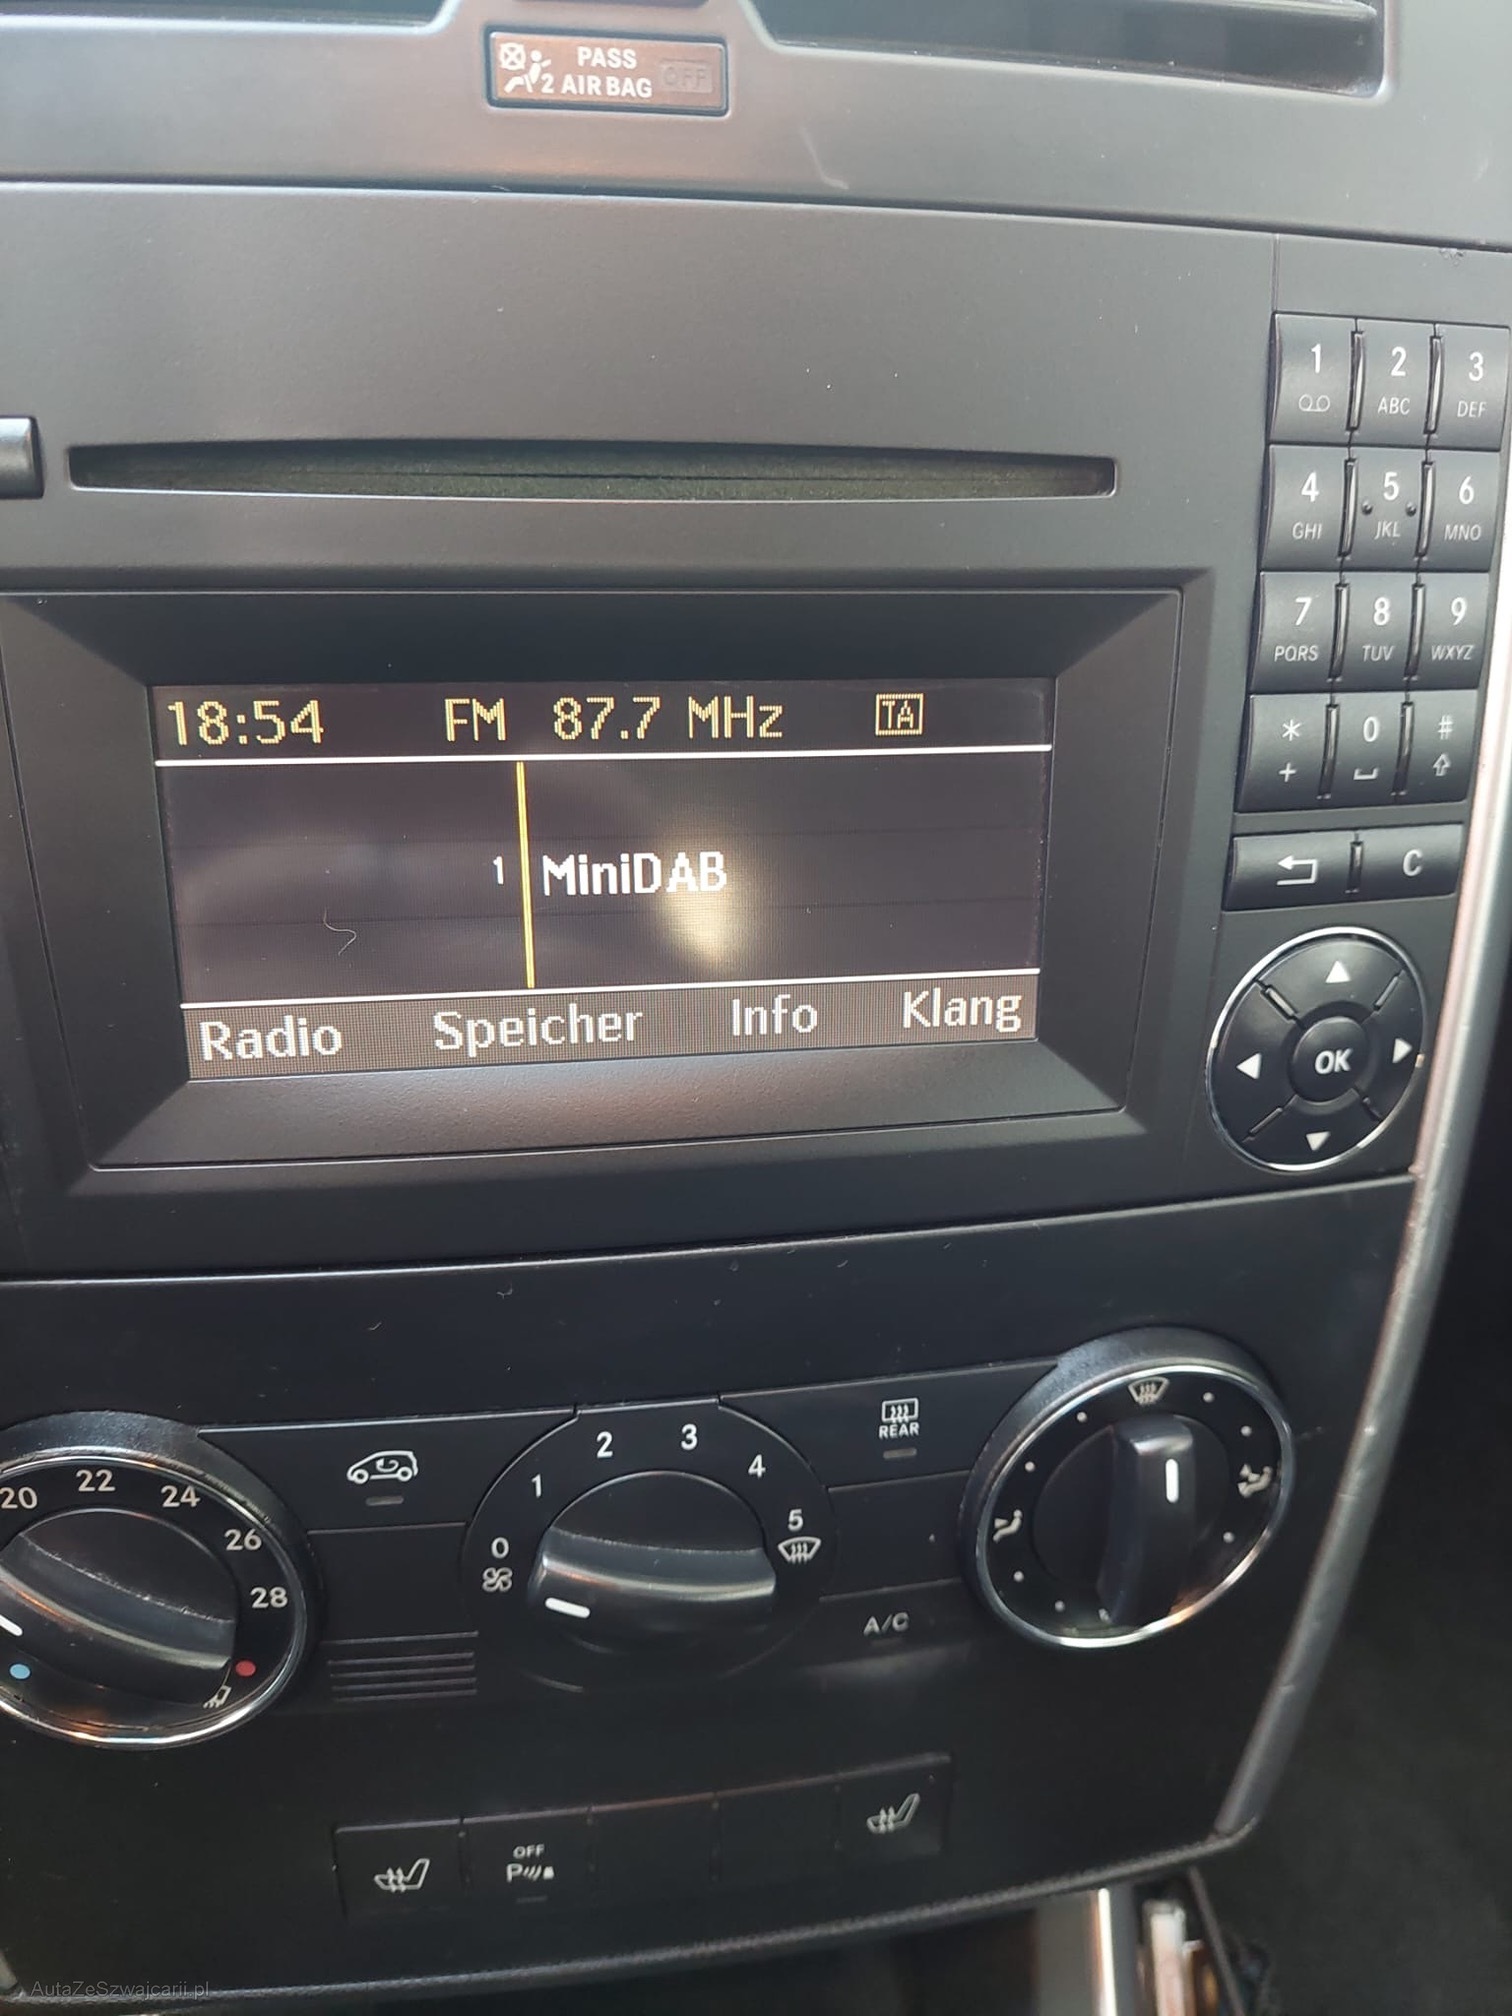 PASS
2 AIR BAG OFF
1 2 3
ABC DEF
4 5 6
GHI JKL MNO
7 8 9
PQRS TUV WXYZ
* 0 #
+
C
OK
18:54 FM 87.7 MHz TA
1 MiniDAB
Radio Speicher Info Klang
20 22 24 26 28
0 1 2 3 4 5
REAR
A/C
OFF
P
AutaZeSzwajcarii.pl